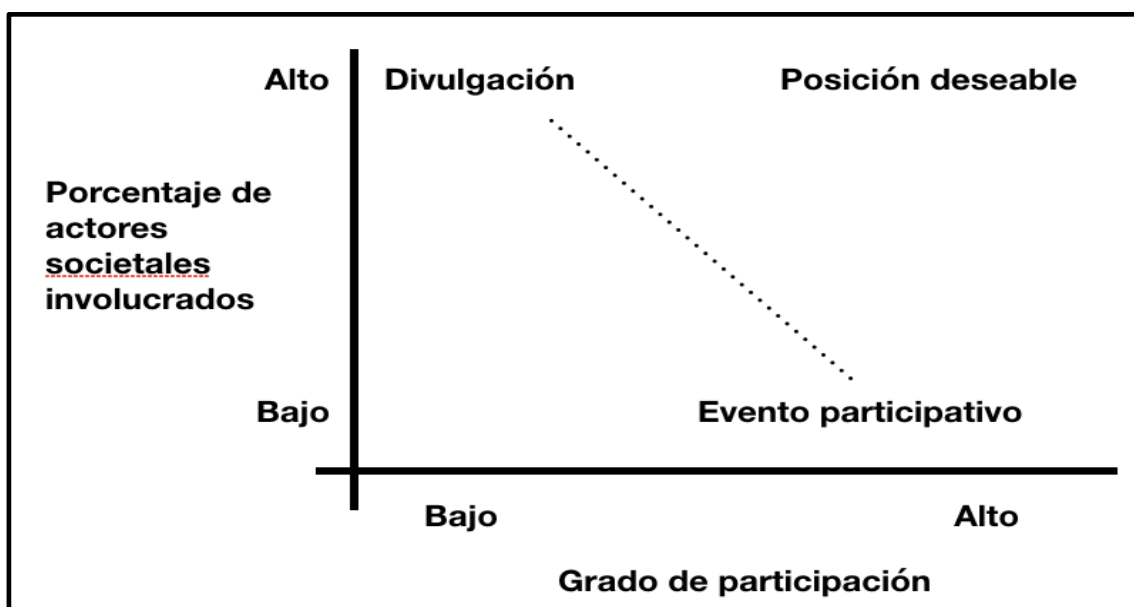 Alto
Divulgación
Posición deseable
Porcentaje de
actores
societales
involucrados
Bajo
Evento participativo
Bajo
Alto
Grado de participación